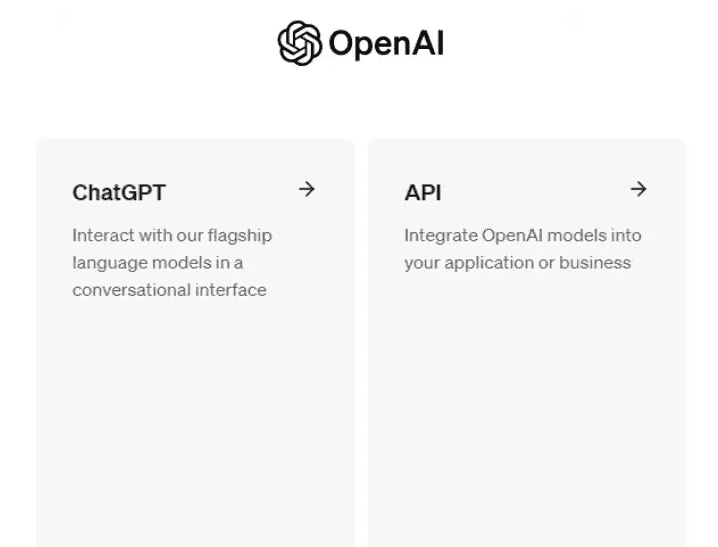 OpenAI
ChatGPT
Interact with our flagship
language models in a
conversational interface
API
Integrate OpenAI models into
your application or business